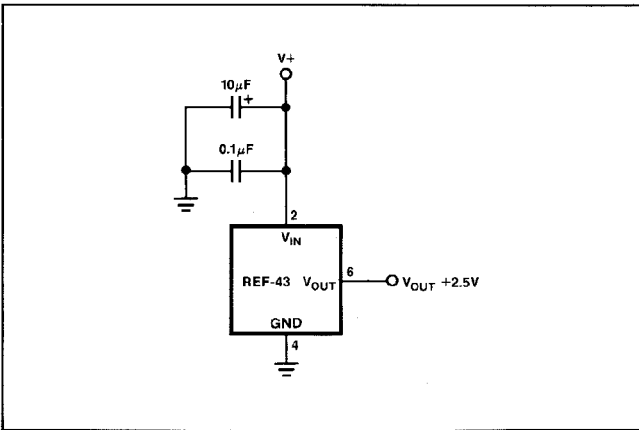 V+
10μF
+
0.1μF
2
VIN
REF-43 VOUT
6
VOUT +2.5V
GND
4